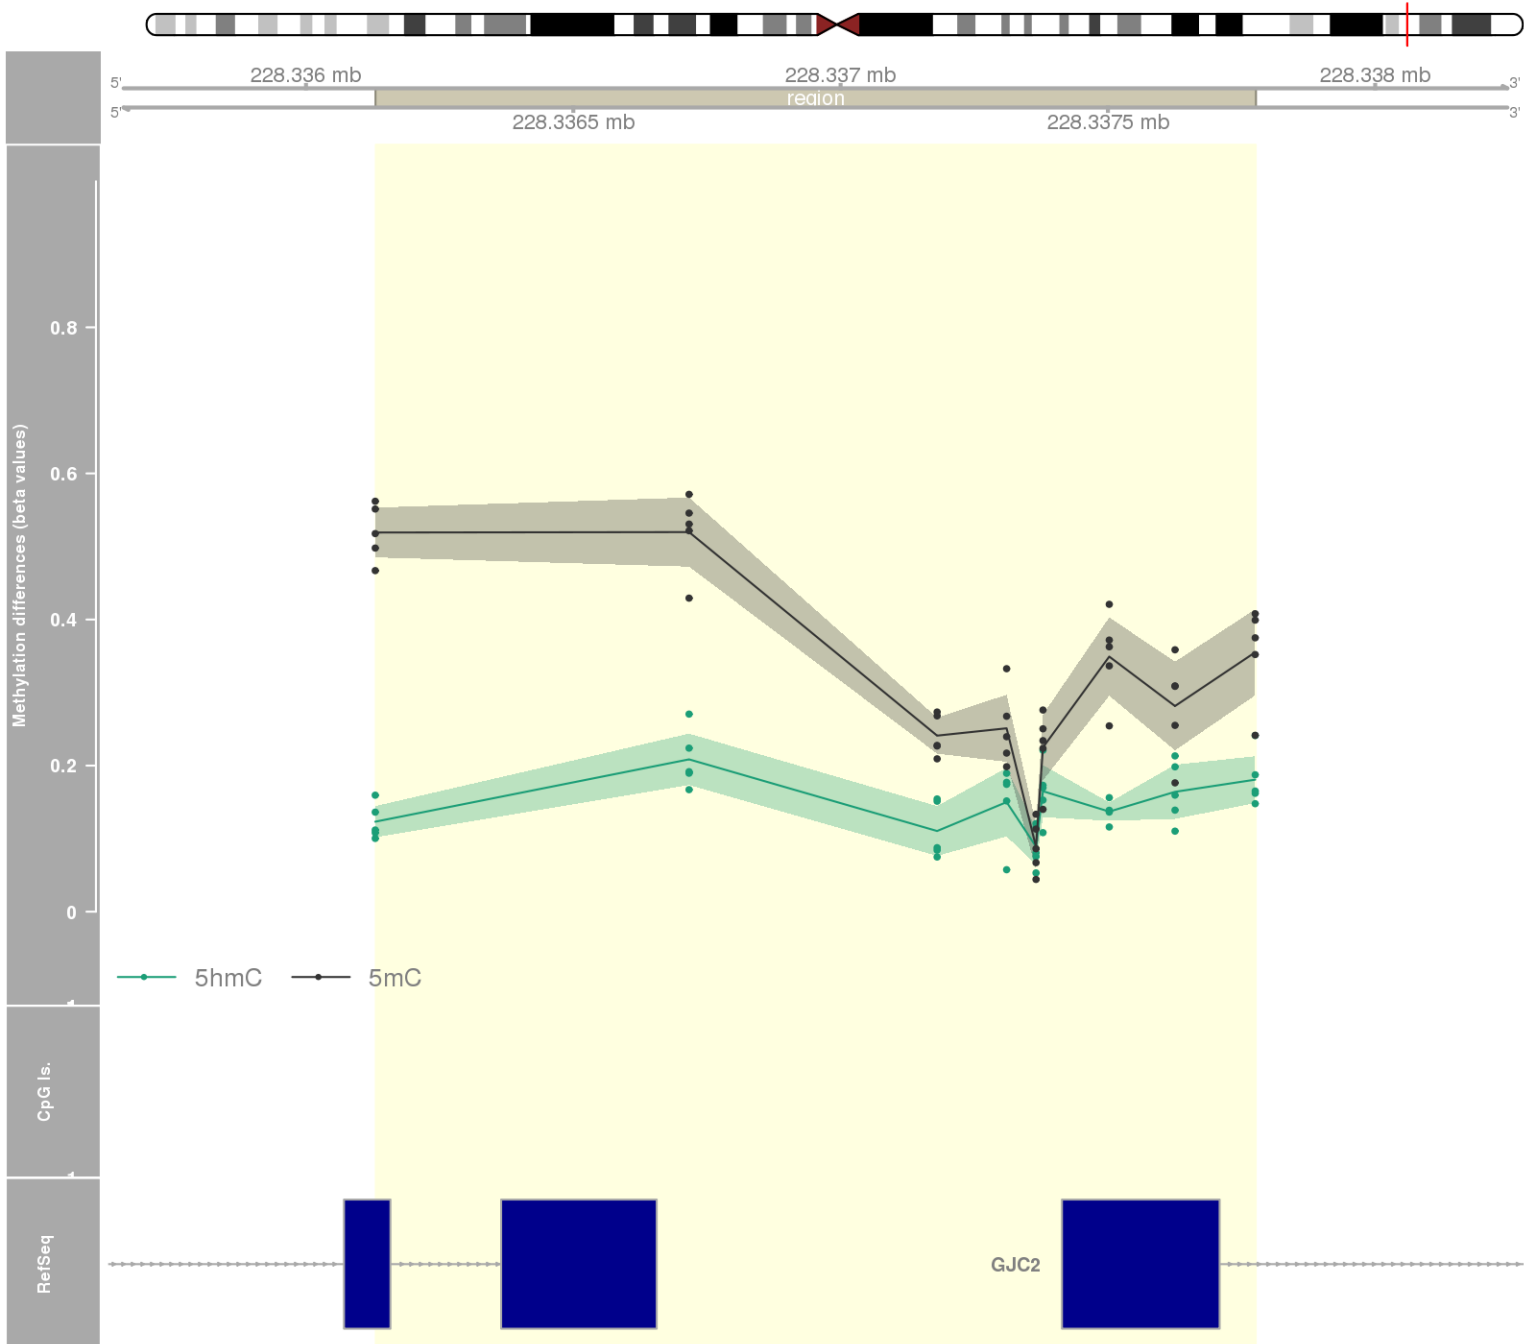 228.336 mb
228.337 mb
228.338 mb
5'
3'
region
5'
3'
228.3365 mb
228.3375 mb
Methylation differences (beta values)
0.8
0.6
0.4
0.2
0
5hmC
5mC
CpG Is.
RefSeq
GJC2